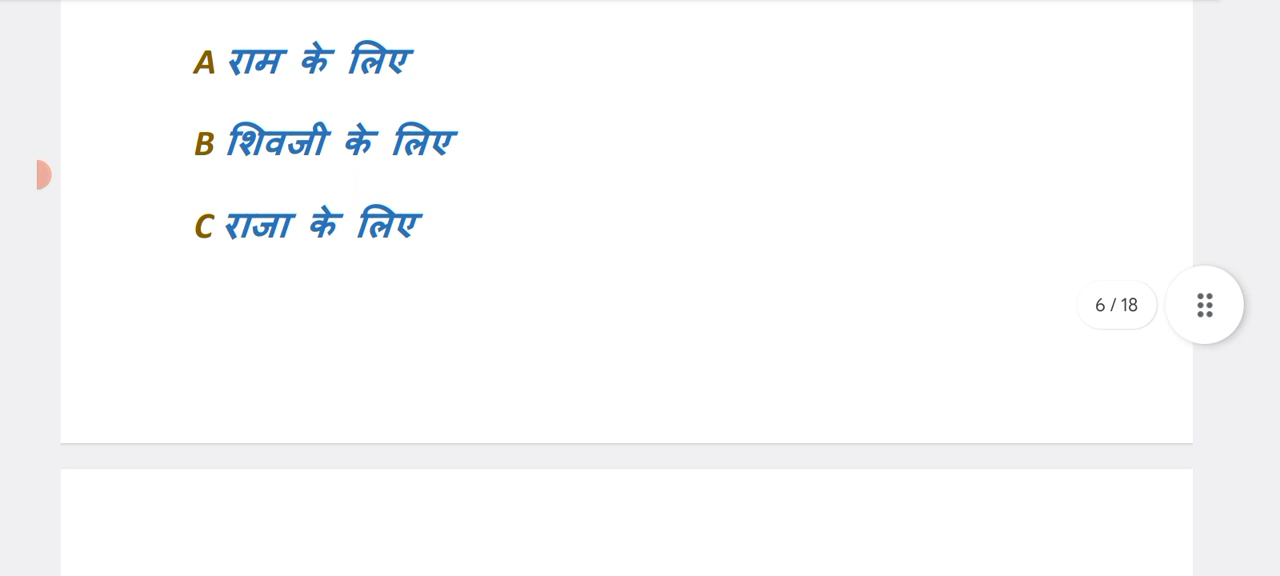 A राम के लिए
B शिवजी के लिए
C राजा के लिए
6 / 18